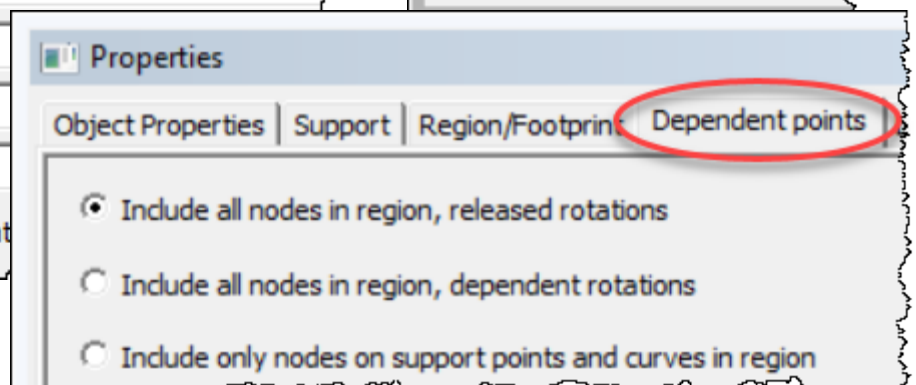 Properties
Object Properties Support Region/Footprint Dependent points
Include all nodes in region, released rotations
Include all nodes in region, dependent rotations
Include only nodes on support points and curves in region